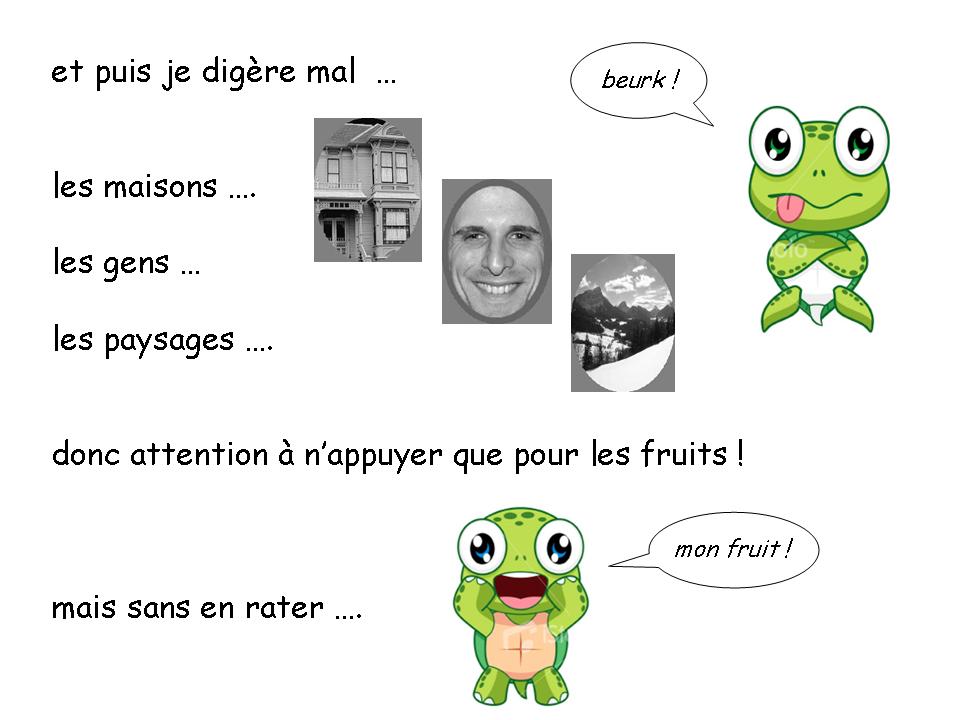 et puis je digère mal ...
beurk !
les maisons ....
les gens ...
les paysages ....
donc attention à n'appuyer que pour les fruits !
mon fruit !
mais sans en rater ....